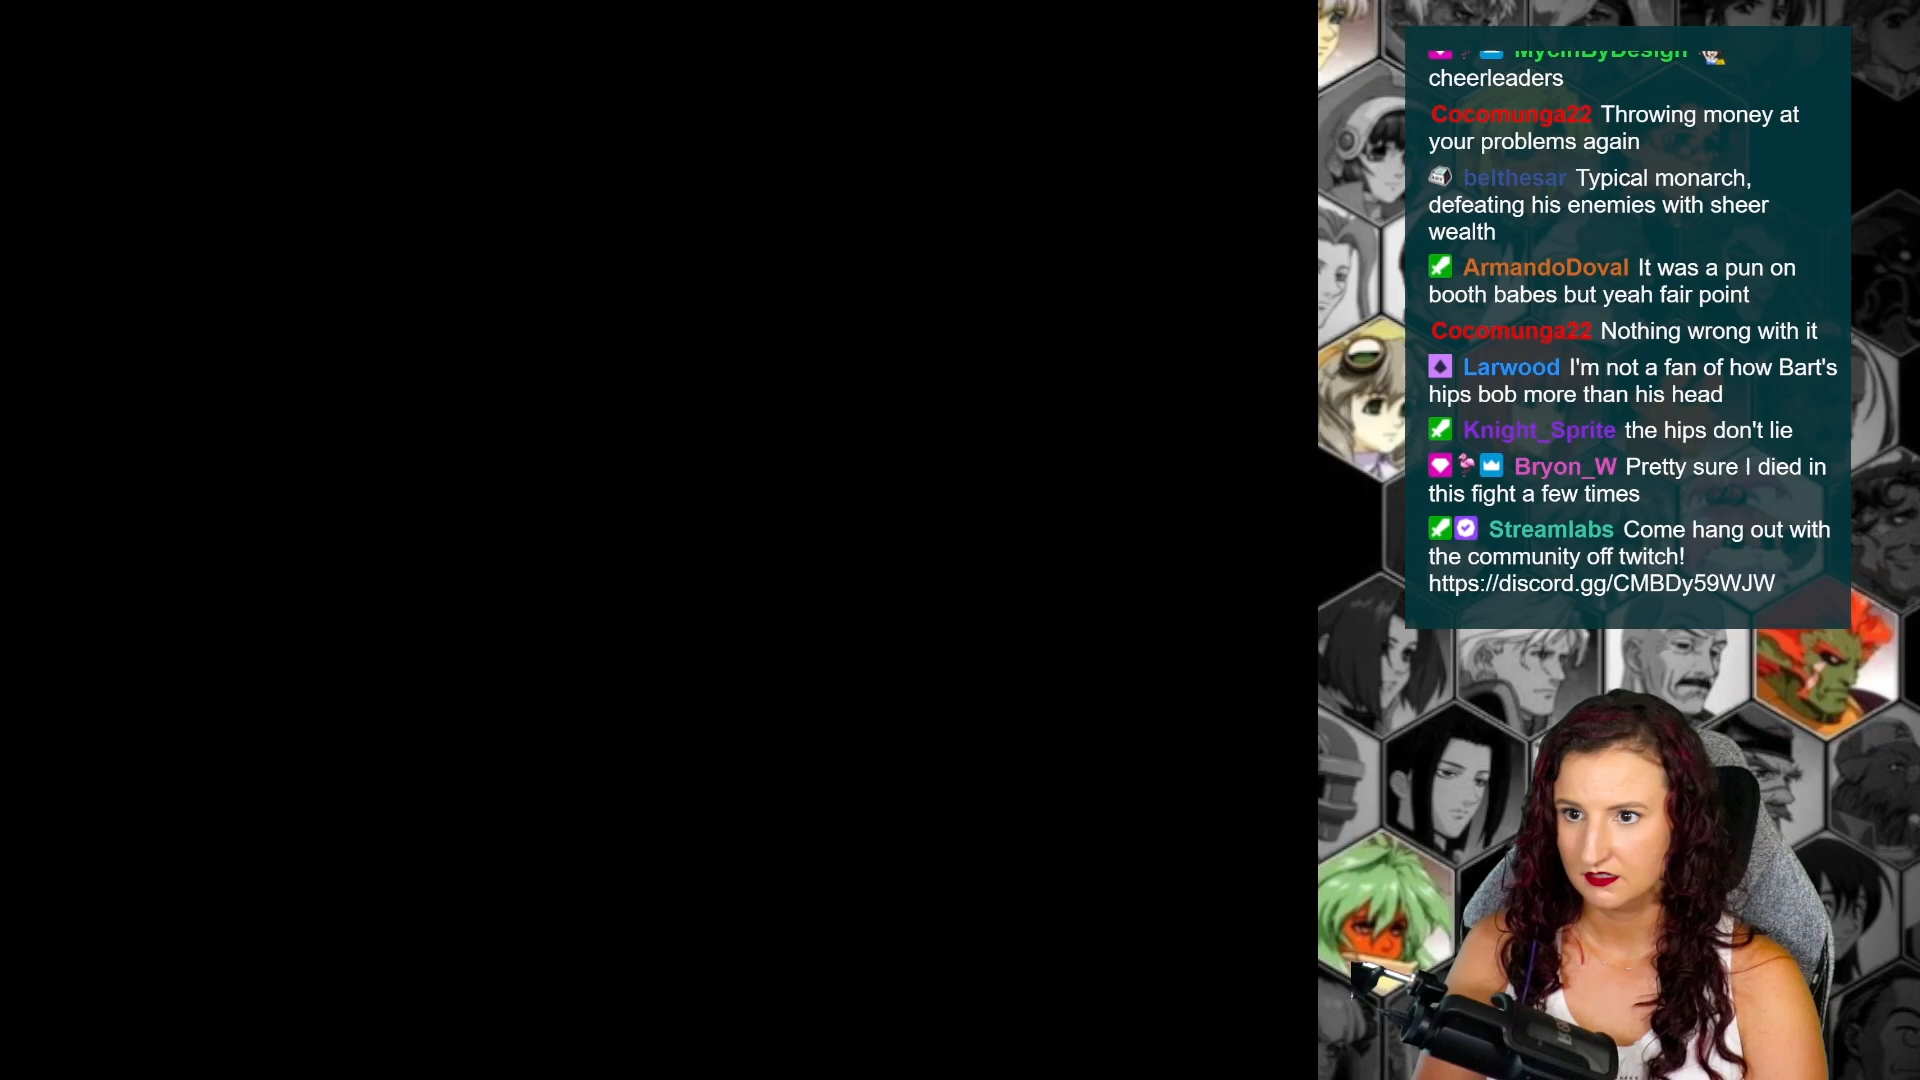 MycinByDesign
cheerleaders
Cocomunga22 Throwing money at
your problems again
belthesar Typical monarch,
defeating his enemies with sheer
wealth
ArmandoDoval It was a pun on
booth babes but yeah fair point
Cocomunga22 Nothing wrong with it
Larwood I'm not a fan of how Bart's
hips bob more than his head
Knight_Sprite the hips don't lie
Bryon_W Pretty sure I died in
this fight a few times
Streamlabs Come hang out with
the community off twitch!
https://discord.gg/CMBDy59WJW